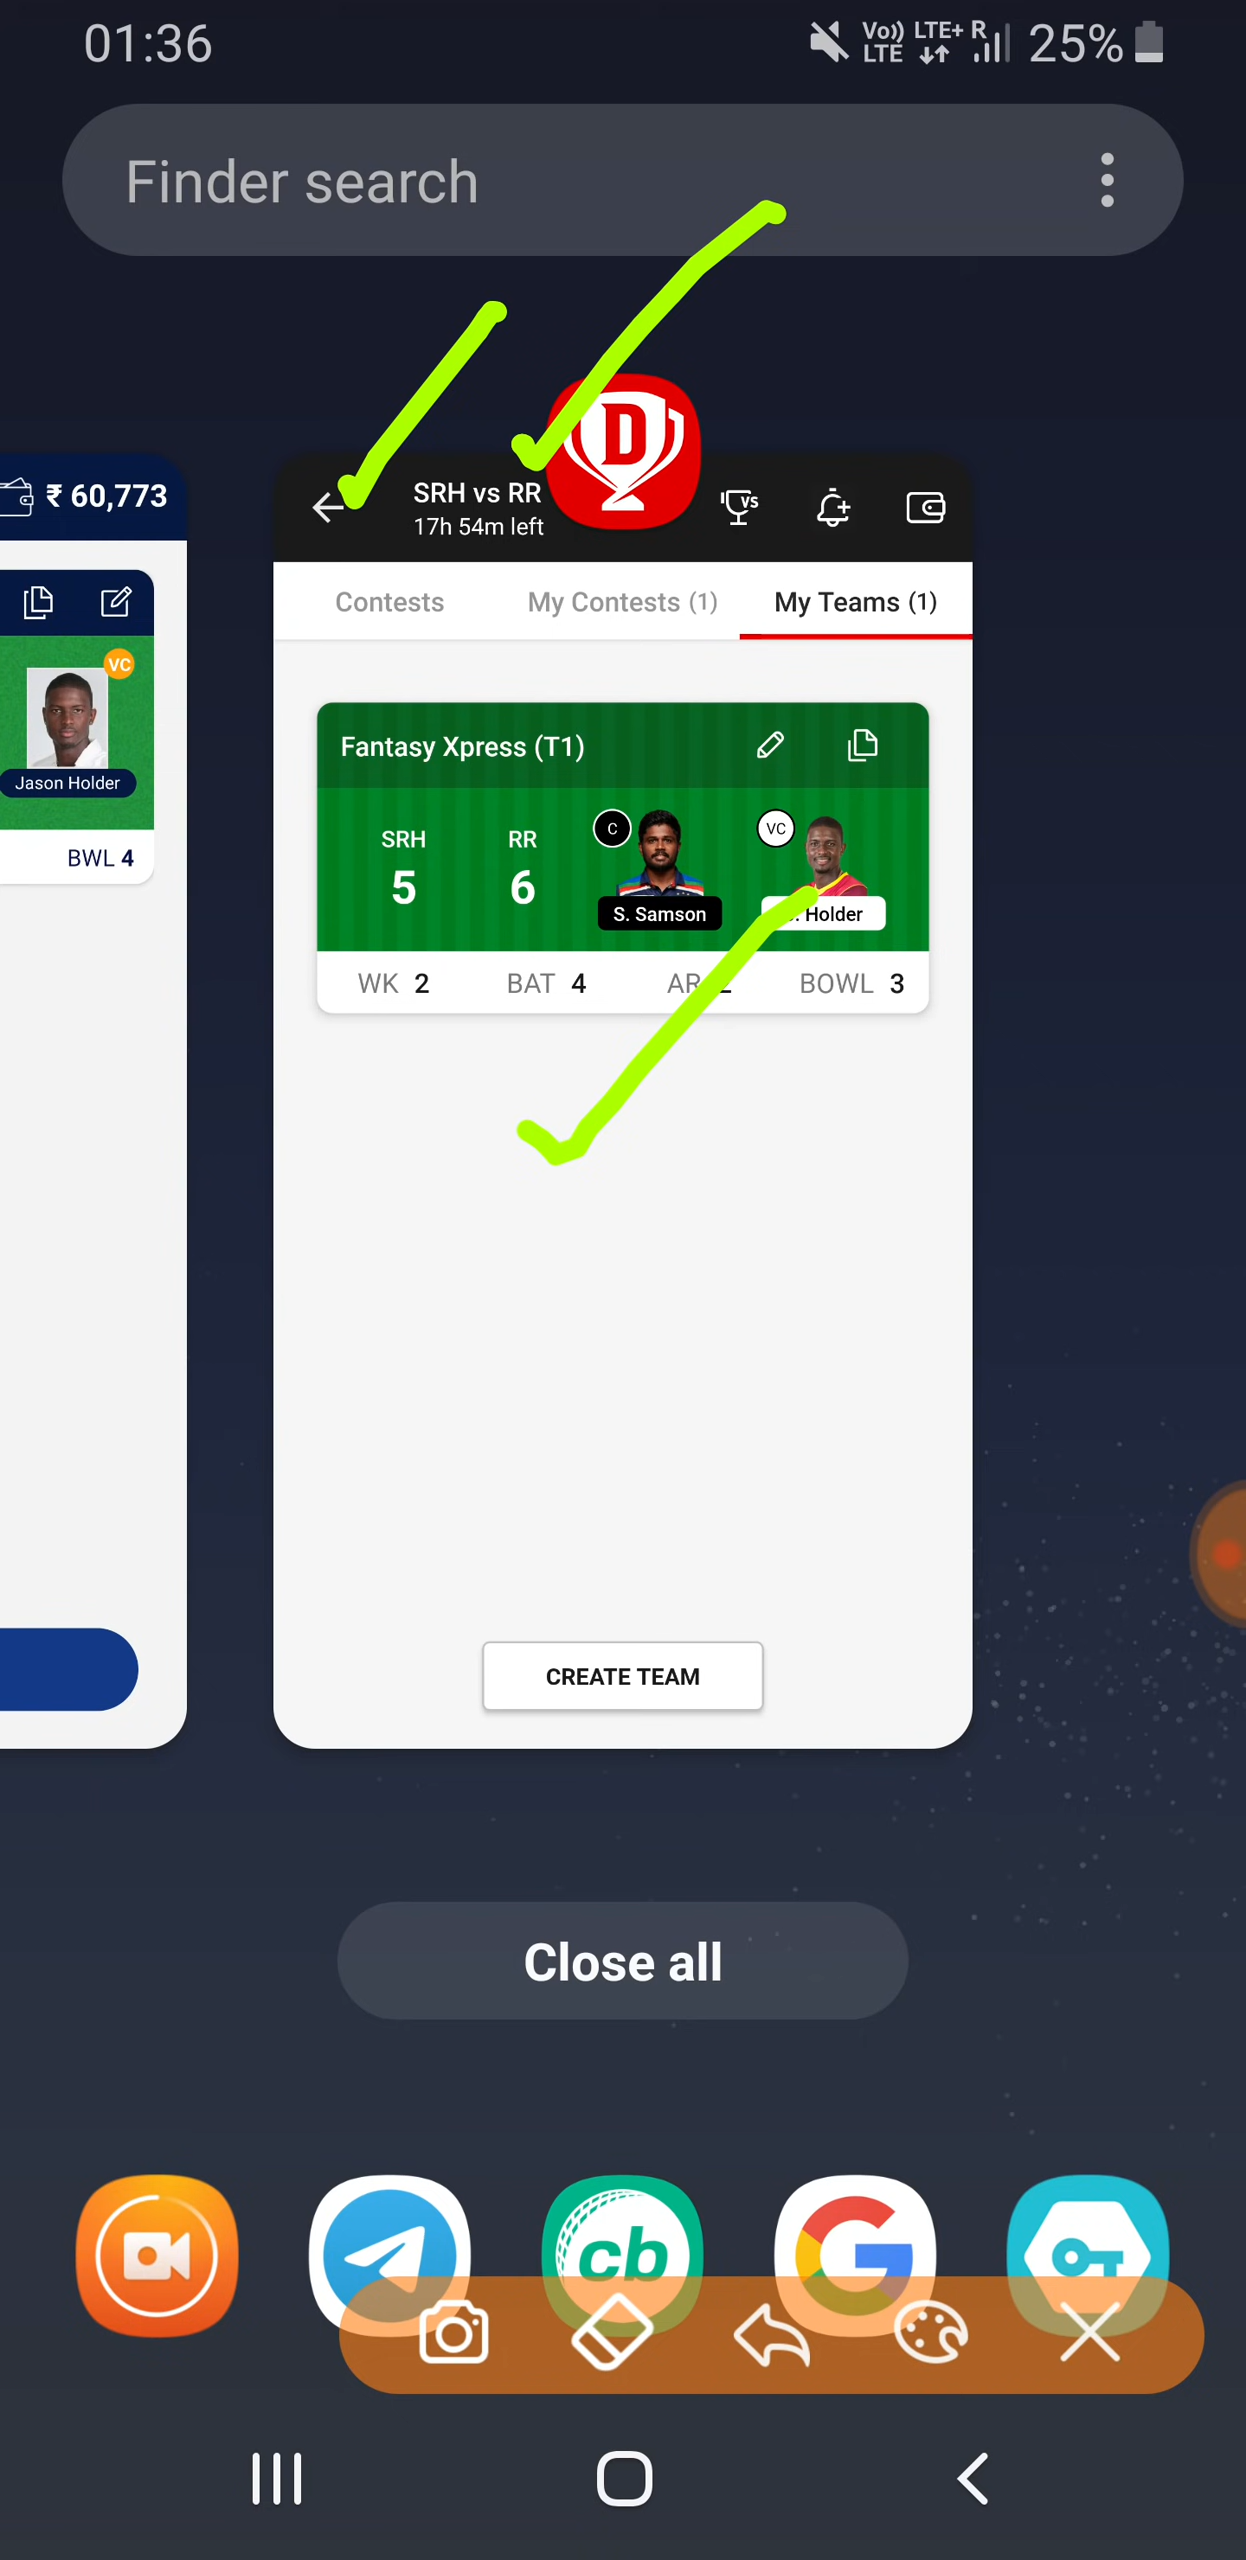 01:36
Vo)) LTE LTE+ R 25%
Finder search
₹ 60,773
VC
Jason Holder
BWL 4
D
SRH vs RR
17h 54m left
VS
Contests My Contests (1) My Teams (1)
Fantasy Xpress (T1)
SRH RR
5 6
C VC
S. Samson Holder
WK 2 BAT 4 AR BOWL 3
CREATE TEAM
Close all
cb
G